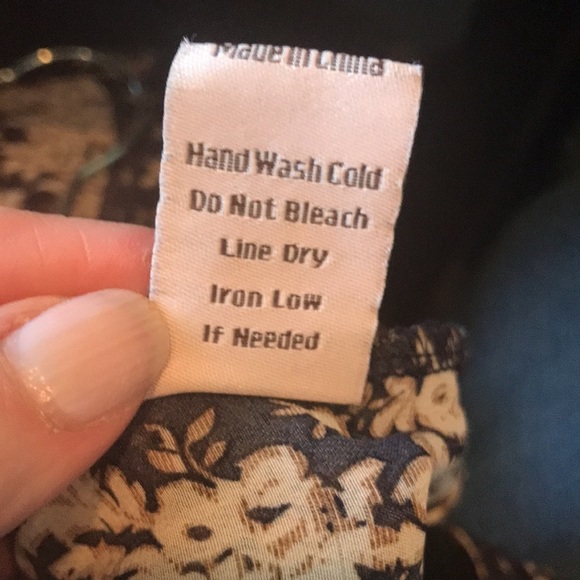 Made in China
Hand Wash Cold
Do Not Bleach
Line Dry
Iron Low
If Needed